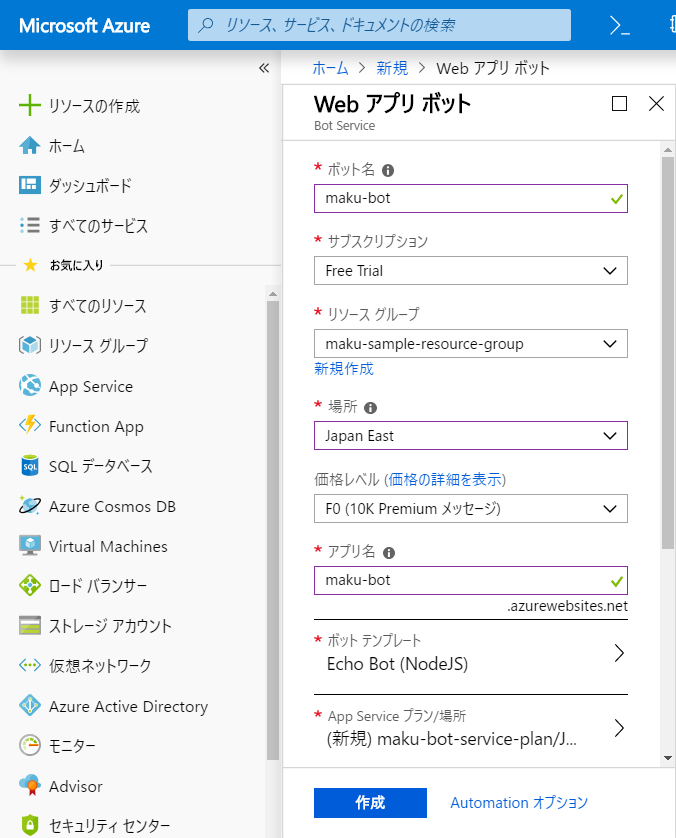 Microsoft Azure
リソース、サービス、ドキュメントの検索
ホーム > 新規 > Web アプリ ボット
リソースの作成
ホーム
ダッシュボード
すべてのサービス
お気に入り
すべてのリソース
リソース グループ
App Service
Function App
SQL データベース
Azure Cosmos DB
Virtual Machines
ロード バランサー
ストレージ アカウント
仮想ネットワーク
Azure Active Directory
モニター
Advisor
セキュリティ センター
Web アプリ ボット
Bot Service
* ボット名
maku-bot
* サブスクリプション
Free Trial
* リソース グループ
maku-sample-resource-group
新規作成
* 場所
Japan East
価格レベル (価格の詳細を表示)
F0 (10K Premium メッセージ)
* アプリ名
maku-bot
.azurewebsites.net
* ボット テンプレート
Echo Bot (NodeJS)
* App Service プラン/場所
(新規) maku-bot-service-plan/J...
作成
Automation オプション